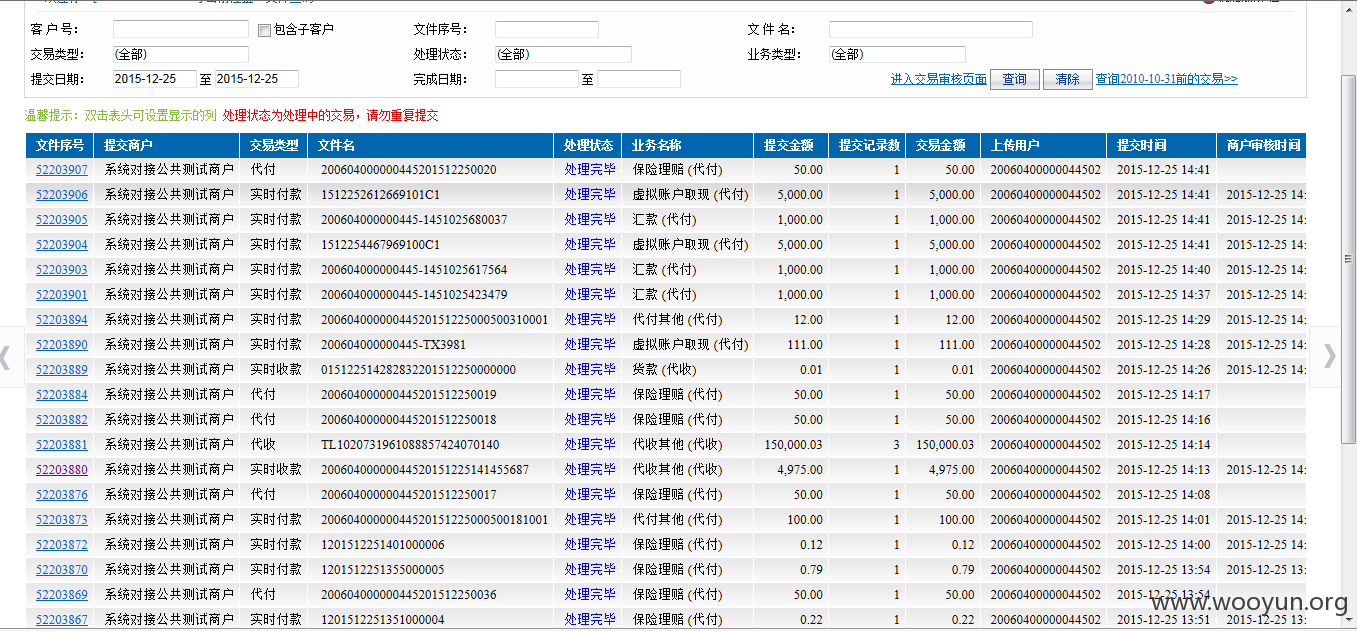 客 户 号： 包含子客户 文件序号： 文 件 名：
交易类型： (全部) 处理状态： (全部) 业务类型： (全部)
提交日期： 2015-12-25 至 2015-12-25 完成日期： 至 进入交易审核页面 查询 清除 查询2010-10-31前的交易>>
温馨提示：双击表头可设置显示的列 处理状态为处理中的交易，请勿重复提交
文件序号 提交商户 交易类型 文件名 处理状态 业务名称 提交金额 提交记录数 交易金额 上传用户 提交时间 商户审核时间
52203907 系统对接公共测试商户 代付 200604000000445201512250020 处理完毕 保险理赔 (代付) 50.00 1 50.00 20060400000044502 2015-12-25 14:41
52203906 系统对接公共测试商户 实时付款 1512252612669101C1 处理完毕 虚拟账户取现 (代付) 5,000.00 1 5,000.00 20060400000044502 2015-12-25 14:41 2015-12-25 14:
52203905 系统对接公共测试商户 实时付款 200604000000445-1451025680037 处理完毕 汇款 (代付) 1,000.00 1 1,000.00 20060400000044502 2015-12-25 14:41 2015-12-25 14:
52203904 系统对接公共测试商户 实时付款 1512254467969100C1 处理完毕 虚拟账户取现 (代付) 5,000.00 1 5,000.00 20060400000044502 2015-12-25 14:41 2015-12-25 14:
52203903 系统对接公共测试商户 实时付款 200604000000445-1451025617564 处理完毕 汇款 (代付) 1,000.00 1 1,000.00 20060400000044502 2015-12-25 14:40 2015-12-25 14:
52203901 系统对接公共测试商户 实时付款 200604000000445-1451025423479 处理完毕 汇款 (代付) 1,000.00 1 1,000.00 20060400000044502 2015-12-25 14:37 2015-12-25 14:
52203894 系统对接公共测试商户 实时付款 20060400000044520151225000500310001 处理完毕 代付其他 (代付) 12.00 1 12.00 20060400000044502 2015-12-25 14:29 2015-12-25 14:
52203890 系统对接公共测试商户 实时付款 200604000000445-TX3981 处理完毕 虚拟账户取现 (代付) 111.00 1 111.00 20060400000044502 2015-12-25 14:28 2015-12-25 14:
52203889 系统对接公共测试商户 实时收款 015122514282832201512250000000 处理完毕 货款 (代收) 0.01 1 0.01 20060400000044502 2015-12-25 14:26 2015-12-25 14:
52203884 系统对接公共测试商户 代付 200604000000445201512250019 处理完毕 保险理赔 (代付) 50.00 1 50.00 20060400000044502 2015-12-25 14:17
52203882 系统对接公共测试商户 代付 200604000000445201512250018 处理完毕 保险理赔 (代付) 50.00 1 50.00 20060400000044502 2015-12-25 14:16
52203881 系统对接公共测试商户 代收 TL1020731961088857424070140 处理完毕 代收其他 (代收) 150,000.03 3 150,000.03 20060400000044502 2015-12-25 14:14
52203880 系统对接公共测试商户 实时收款 20060400000044520151225141455687 处理完毕 代收其他 (代收) 4,975.00 1 4,975.00 20060400000044502 2015-12-25 14:13 2015-12-25 14:
52203876 系统对接公共测试商户 代付 200604000000445201512250017 处理完毕 保险理赔 (代付) 50.00 1 50.00 20060400000044502 2015-12-25 14:08
52203873 系统对接公共测试商户 实时付款 20060400000044520151225000500181001 处理完毕 代付其他 (代付) 100.00 1 100.00 20060400000044502 2015-12-25 14:01 2015-12-25 14:
52203872 系统对接公共测试商户 实时付款 1201512251401000006 处理完毕 保险理赔 (代付) 0.12 1 0.12 20060400000044502 2015-12-25 14:00 2015-12-25 14:
52203870 系统对接公共测试商户 实时付款 1201512251355000005 处理完毕 保险理赔 (代付) 0.79 1 0.79 20060400000044502 2015-12-25 13:54 2015-12-25 13:
52203869 系统对接公共测试商户 代付 200604000000445201512250036 处理完毕 保险理赔 (代付) 50.00 1 50.00 20060400000044502 2015-12-25 13:54
52203867 系统对接公共测试商户 实时付款 1201512251351000004 处理完毕 保险理赔 (代付) 0.22 1 0.22 20060400000044502 2015-12-25 13:51 2015-12-25 13:
www.wooyun.org